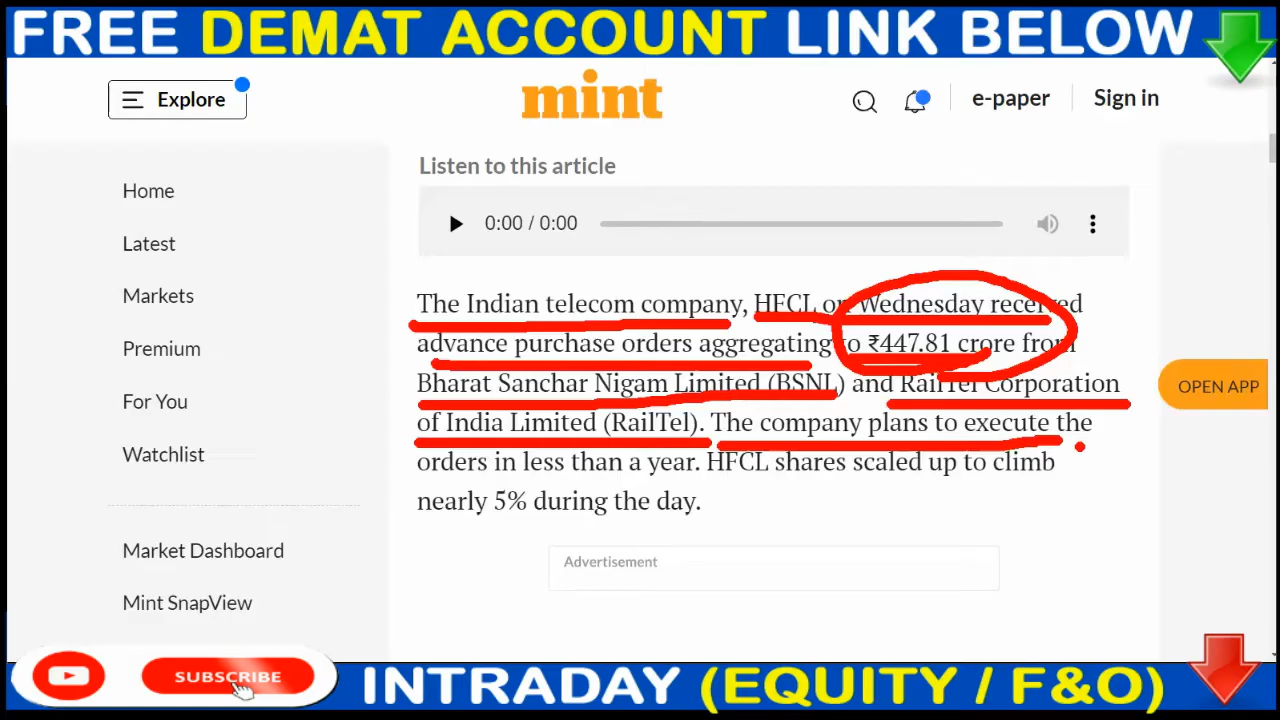 FREE DEMAT ACCOUNT LINK BELOW
Explore
mint
e-paper
Sign in
Listen to this article
0:00 / 0:00
Home
Latest
Markets
Premium
For You
Watchlist
Market Dashboard
Mint SnapView
The Indian telecom company, HFCL on Wednesday received
advance purchase orders aggregating to ₹447.81 crore from
Bharat Sanchar Nigam Limited (BSNL) and RailTel Corporation
of India Limited (RailTel). The company plans to execute the
orders in less than a year. HFCL shares scaled up to climb
nearly 5% during the day.
OPEN APP
Advertisement
SUBSCRIBE
INTRADAY (EQUITY / F&O)